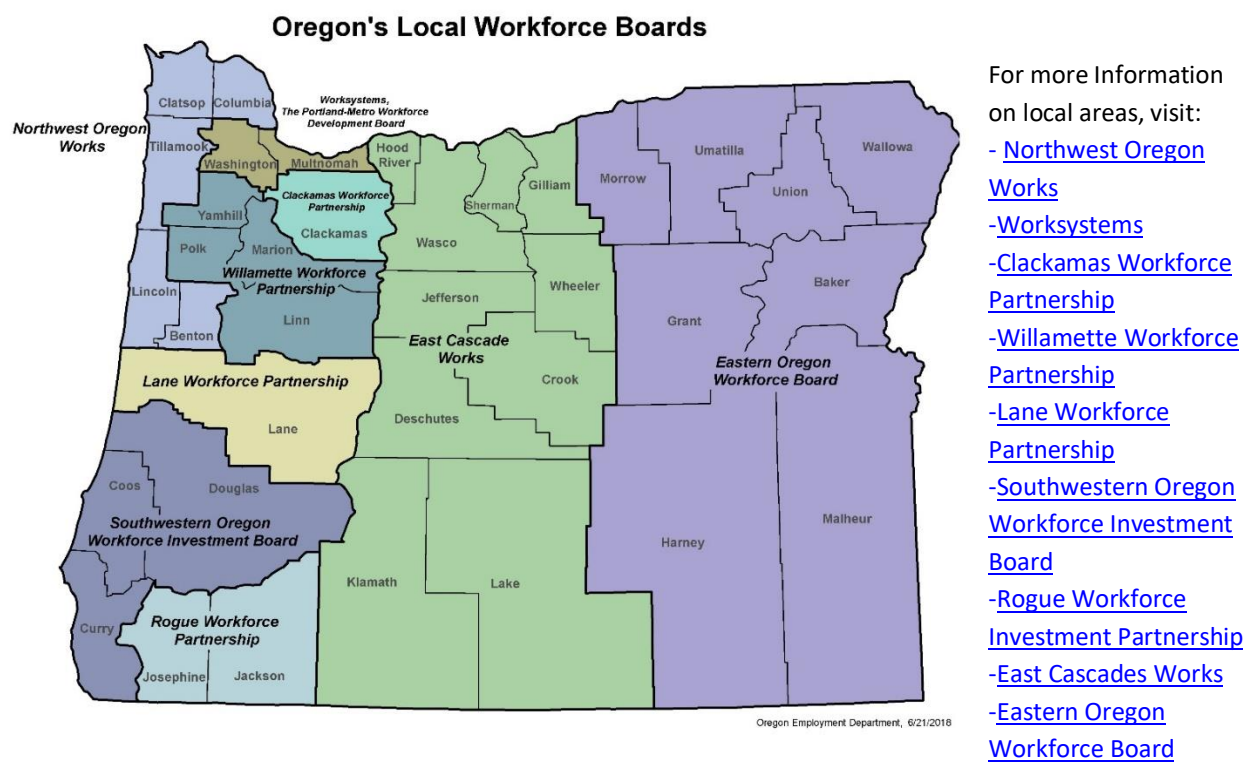 Oregon's Local Workforce Boards
Clatsop
Columbia
Worksystems,
The Portland-Metro Workforce
Development Board
Northwest Oregon
Works
Tillamook
Washington
Multnomah
Hood
River
Gilliam
Sherman
Morrow
Umatilla
Union
Wallowa
Yamhill
Clackamas Workforce
Partnership
Clackamas
Wasco
Polk
Marion
Willamette Workforce
Partnership
Lincoln
Benton
Linn
Jefferson
Wheeler
Grant
Baker
East Cascade
Works
Crook
Eastern Oregon
Workforce Board
Lane Workforce Partnership
Lane
Deschutes
Coos
Douglas
Southwestern Oregon
Workforce Investment Board
Klamath
Lake
Harney
Malheur
Curry
Rogue Workforce
Partnership
Josephine
Jackson
Oregon Employment Department, 6/21/2018
For more Information
on local areas, visit:
- Northwest Oregon
Works
-Worksystems
-Clackamas Workforce
Partnership
-Willamette Workforce
Partnership
-Lane Workforce
Partnership
-Southwestern Oregon
Workforce Investment
Board
-Rogue Workforce
Investment Partnership
-East Cascades Works
-Eastern Oregon
Workforce Board